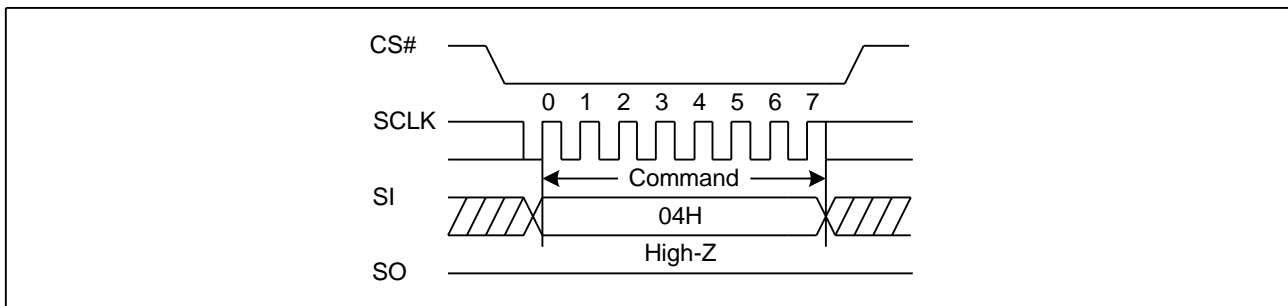 CS#
0 1 2 3 4 5 6 7
SCLK
Command
SI
04H
High-Z
SO